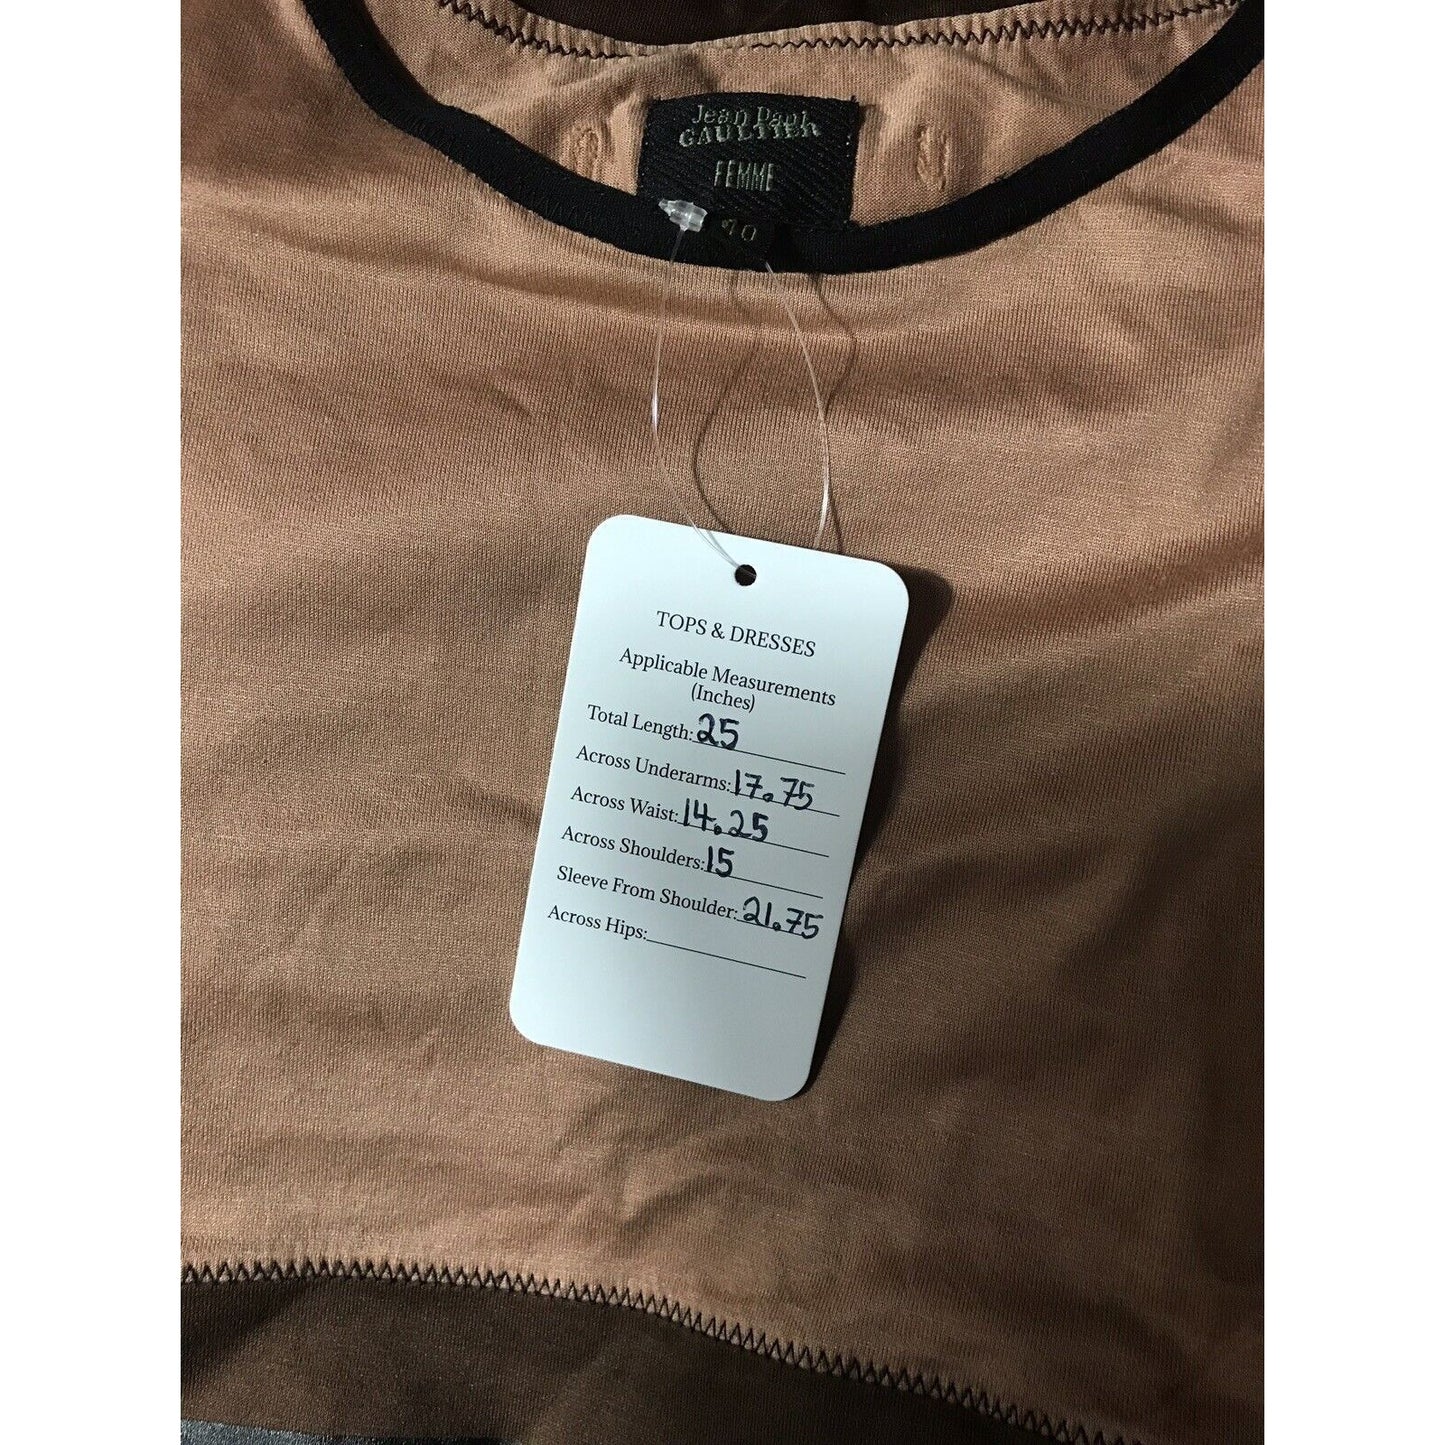 Jean Paul
GAULTIER
FEMME
40
TOPS & DRESSES
Applicable Measurements
(Inches)
Total Length: 25
Across Underarms: 17.75
Across Waist: 14.25
Across Shoulders: 15
Sleeve From Shoulder: 21.75
Across Hips: